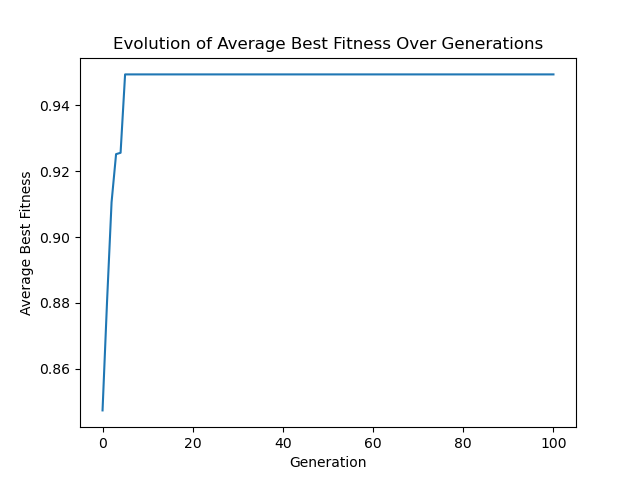 Evolution of Average Best Fitness Over Generations
0.94
0.92
0.90
0.88
0.86
Average Best Fitness
0 20 40 60 80 100
Generation